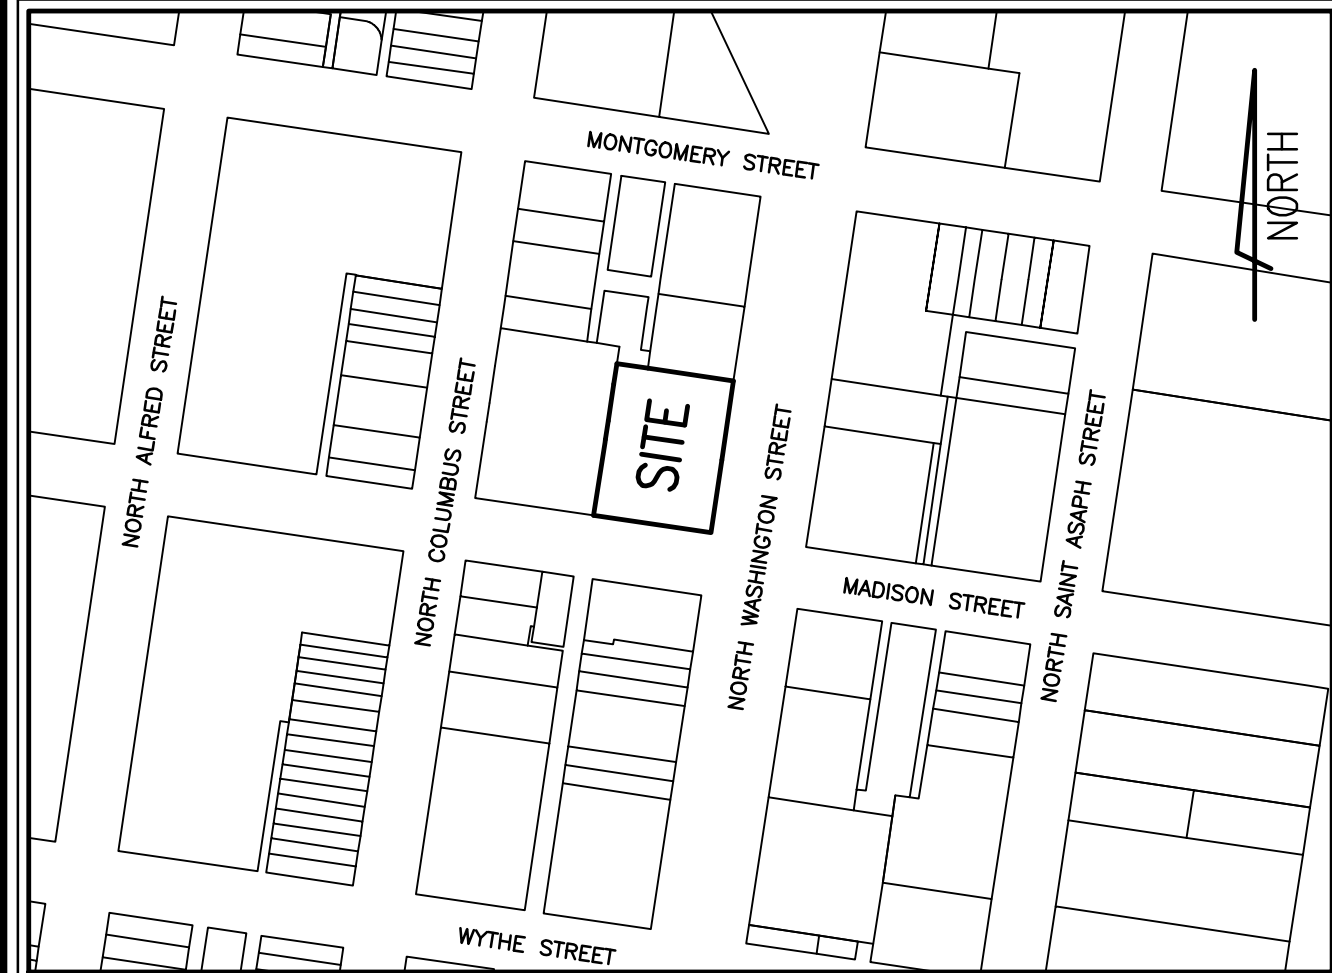 MONTGOMERY STREET
NORTH
NORTH ALFRED STREET
NORTH COLUMBUS STREET
SITE
NORTH WASHINGTON STREET
NORTH SAINT ASAPH STREET
MADISON STREET
WYTHE STREET